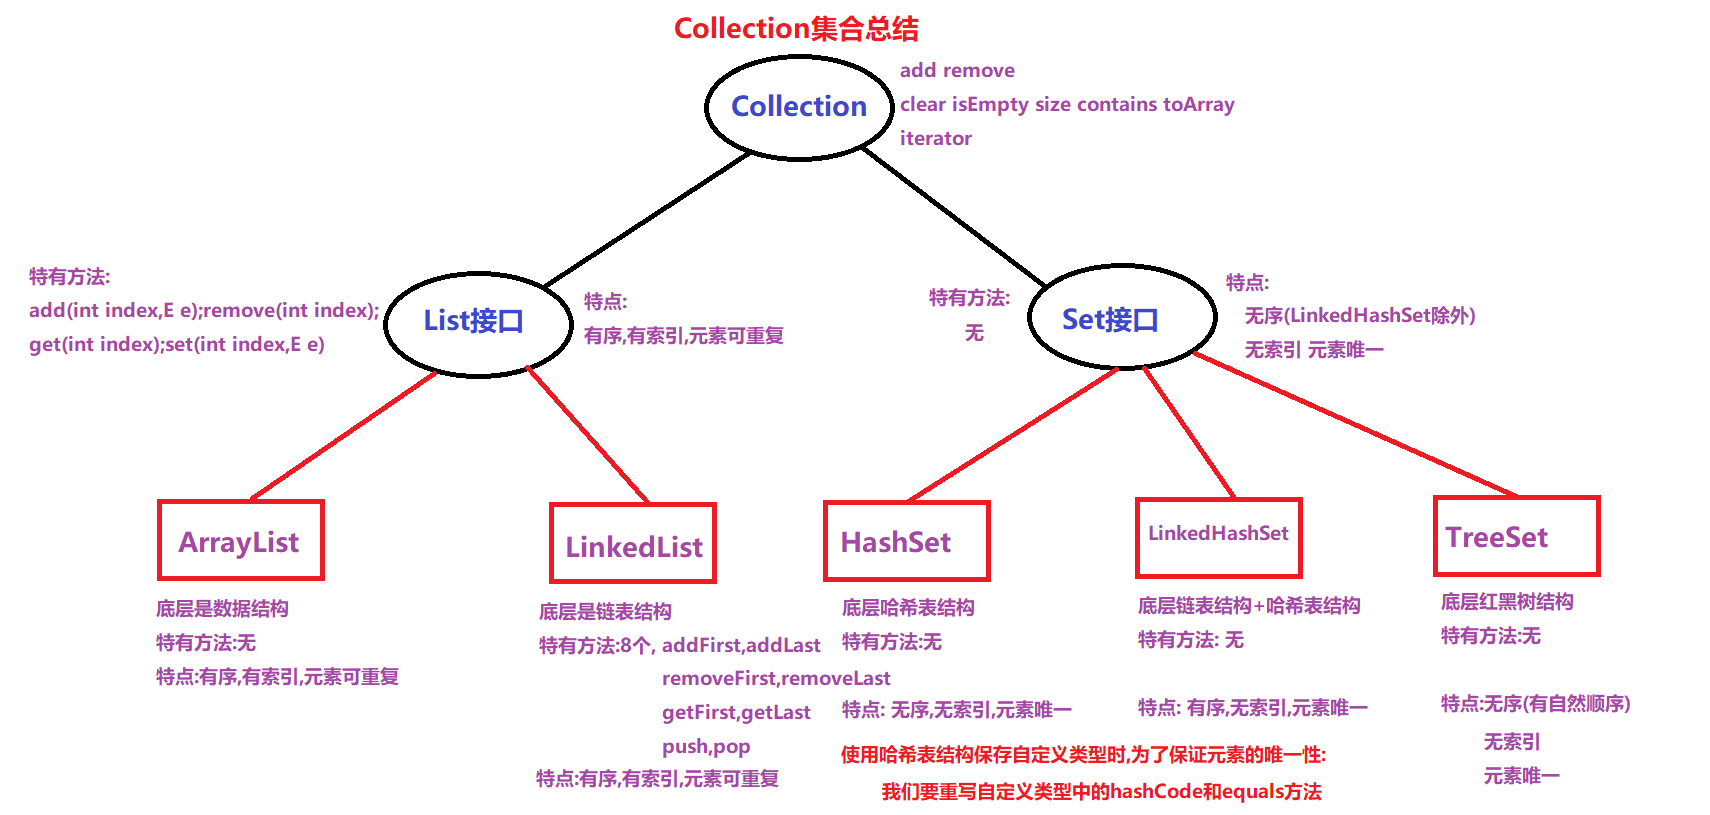 Collection集合总结
Collection
add remove
clear isEmpty size contains toArray
iterator
特有方法:
add(int index,E e);remove(int index);
get(int index);set(int index,E e)
List接口
特点:
有序,有索引,元素可重复
特有方法:
无
Set接口
特点:
无序(LinkedHashSet除外)
无索引 元素唯一
ArrayList
底层是数据结构
特有方法:无
特点:有序,有索引,元素可重复
LinkedList
底层是链表结构
特有方法:8个, addFirst,addLast
removeFirst,removeLast
getFirst,getLast
push,pop
特点:有序,有索引,元素可重复
HashSet
底层哈希表结构
特有方法:无
特点: 无序,无索引,元素唯一
LinkedHashSet
底层链表结构+哈希表结构
特有方法: 无
特点: 有序,无索引,元素唯一
TreeSet
底层红黑树结构
特有方法:无
特点:无序(有自然顺序)
无索引
元素唯一
使用哈希表结构保存自定义类型时,为了保证元素的唯一性:
我们要重写自定义类型中的hashCode和equals方法